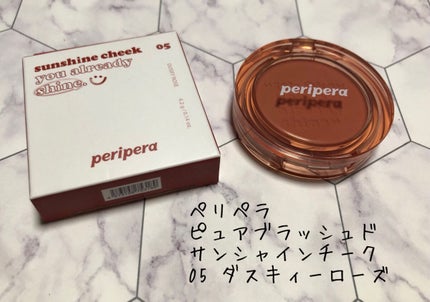 sunshine cheek
you already
shine.
05
peripera
peripera
ペリペラ
ピュアブラッシュド
サンシャインチーク
05 ダスキィーローズ